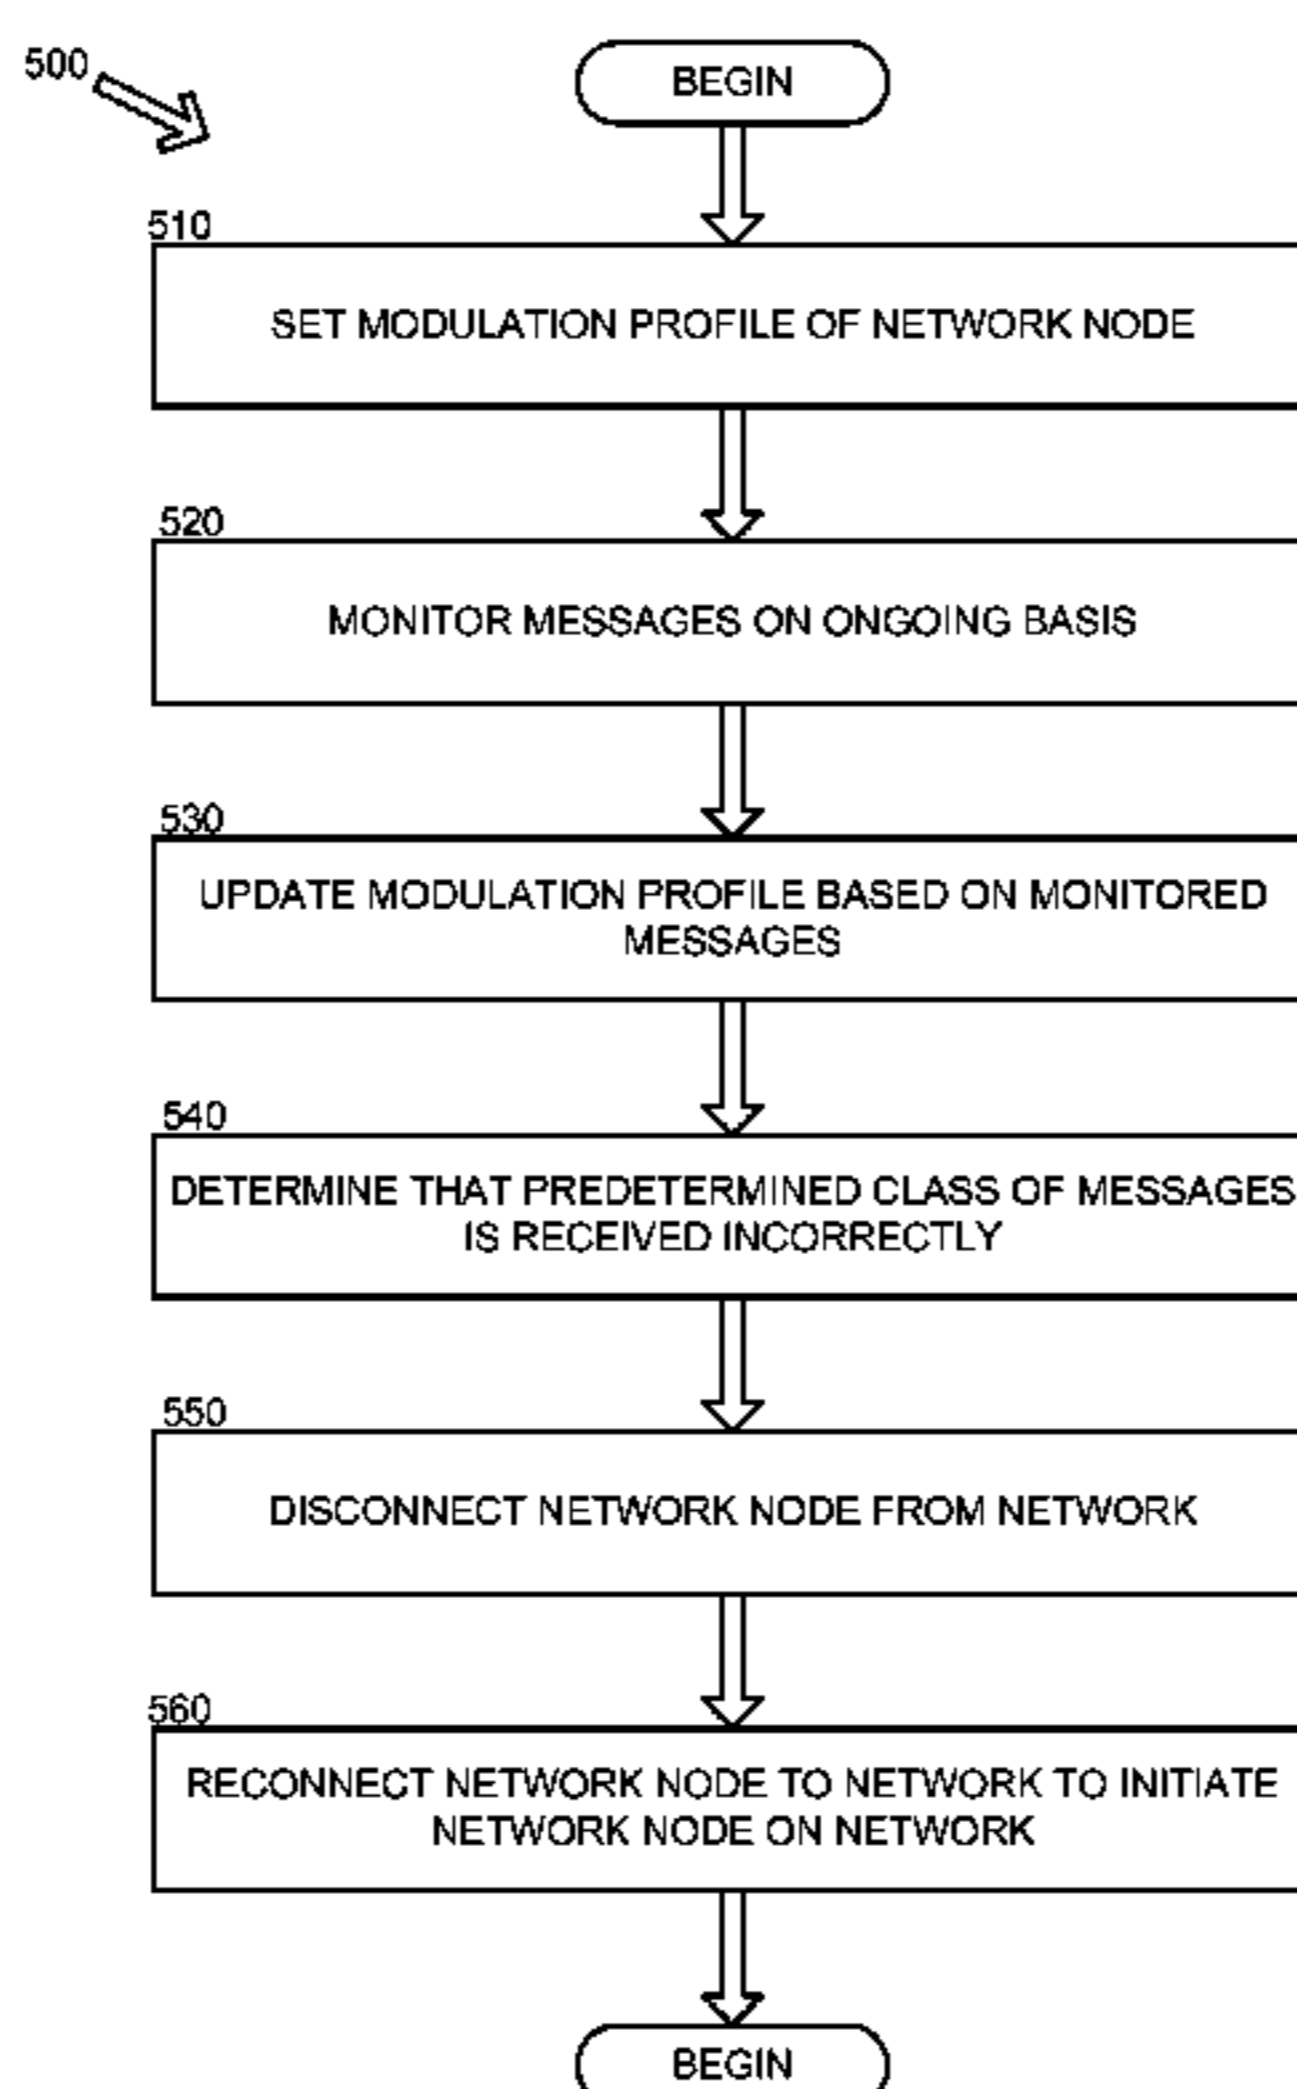 500
BEGIN
510
SET MODULATION PROFILE OF NETWORK NODE
520
MONITOR MESSAGES ON ONGOING BASIS
530
UPDATE MODULATION PROFILE BASED ON MONITORED
MESSAGES
540
DETERMINE THAT PREDETERMINED CLASS OF MESSAGES
IS RECEIVED INCORRECTLY
550
DISCONNECT NETWORK NODE FROM NETWORK
560
RECONNECT NETWORK NODE TO NETWORK TO INITIATE
NETWORK NODE ON NETWORK
BEGIN